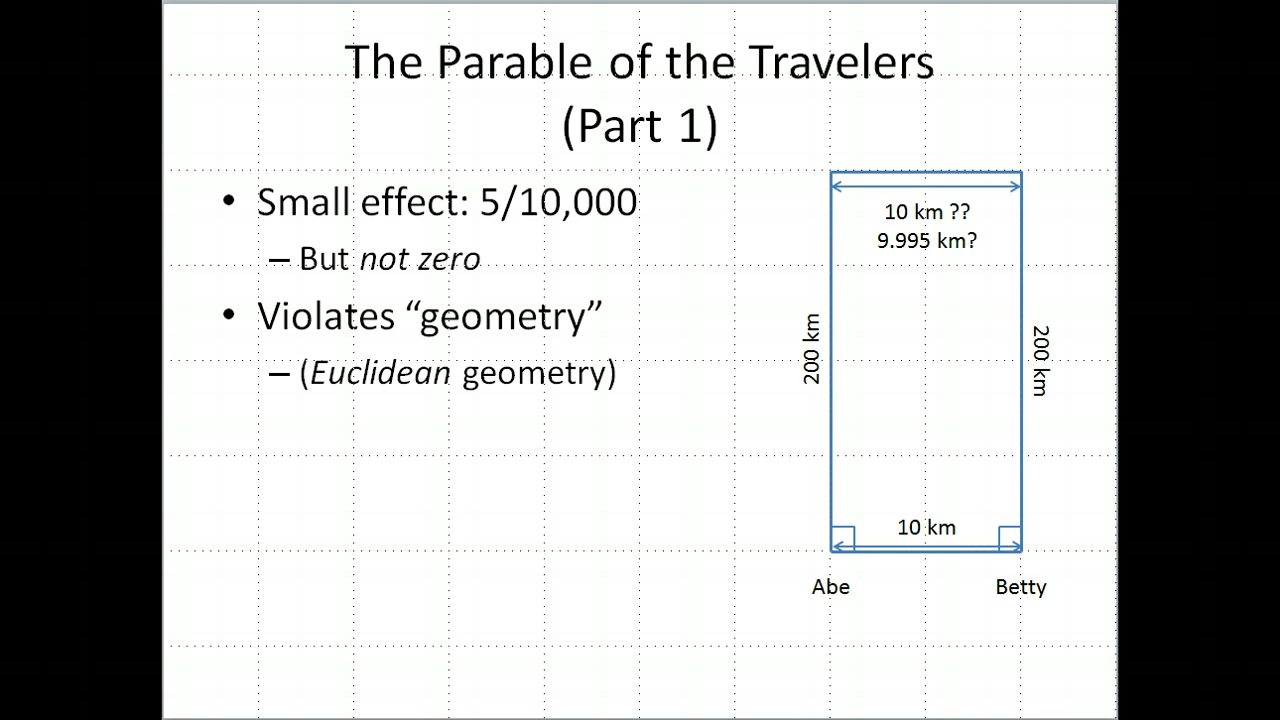 The Parable of the Travelers
(Part 1)
• Small effect: 5/10,000
– But not zero
• Violates “geometry”
– (Euclidean geometry)
10 km ??
9.995 km?
200 km
200 km
10 km
Abe
Betty